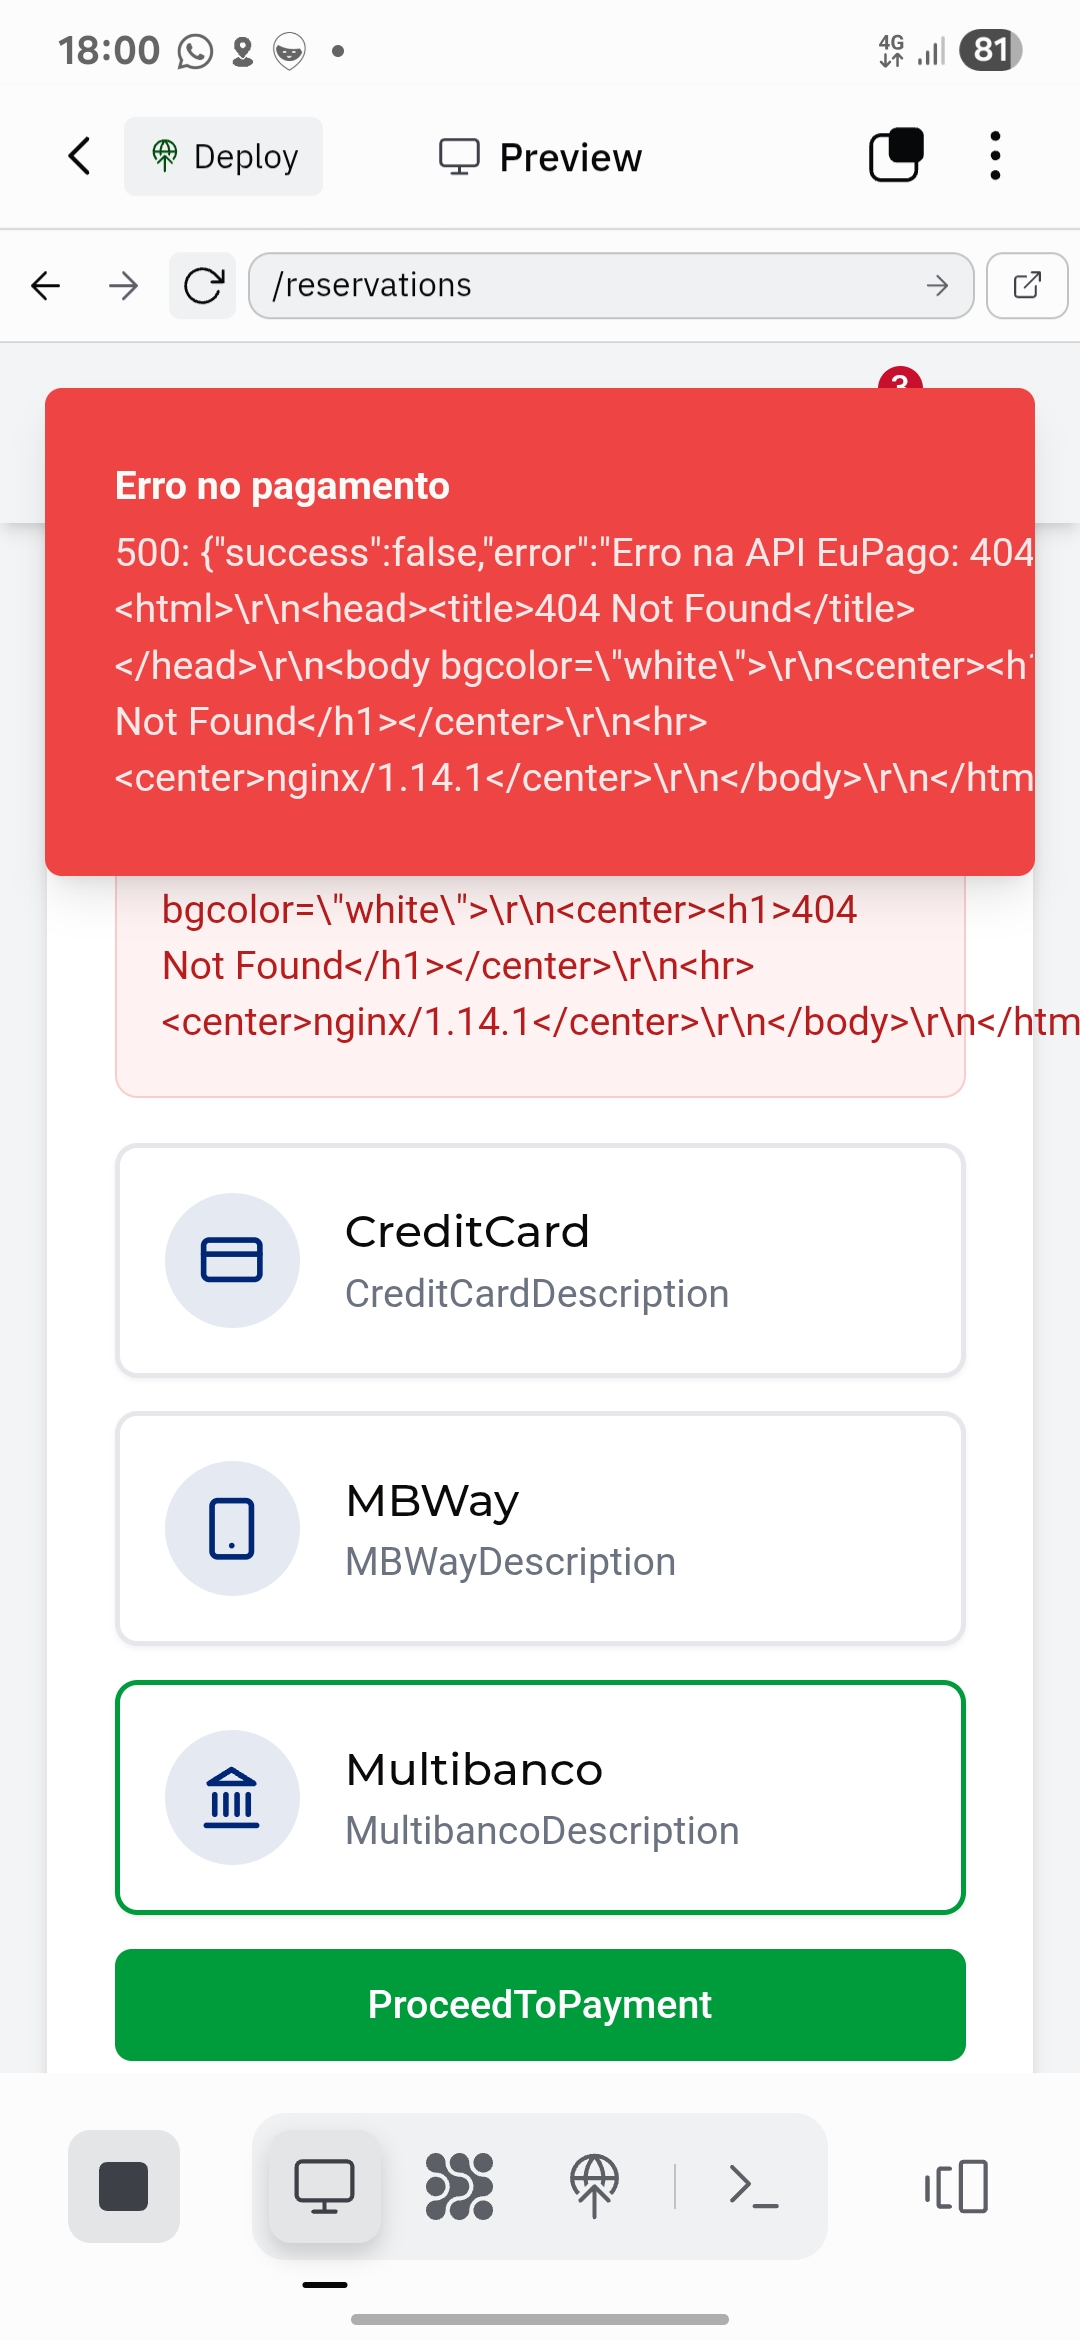 18:00
4G
81
Deploy
Preview
/reservations
3
Erro no pagamento
500: {"success":false,"error":"Erro na API EuPago: 404
<html>\r\n<head><title>404 Not Found</title>
</head>\r\n<body bgcolor=\"white\">\r\n<center><h1
Not Found</h1></center>\r\n<hr>
<center>nginx/1.14.1</center>\r\n</body>\r\n</htm
bgcolor=\"white\">\r\n<center><h1>404
Not Found</h1></center>\r\n<hr>
<center>nginx/1.14.1</center>\r\n</body>\r\n</htm
CreditCard
CreditCardDescription
MBWay
MBWayDescription
Multibanco
MultibancoDescription
ProceedToPayment